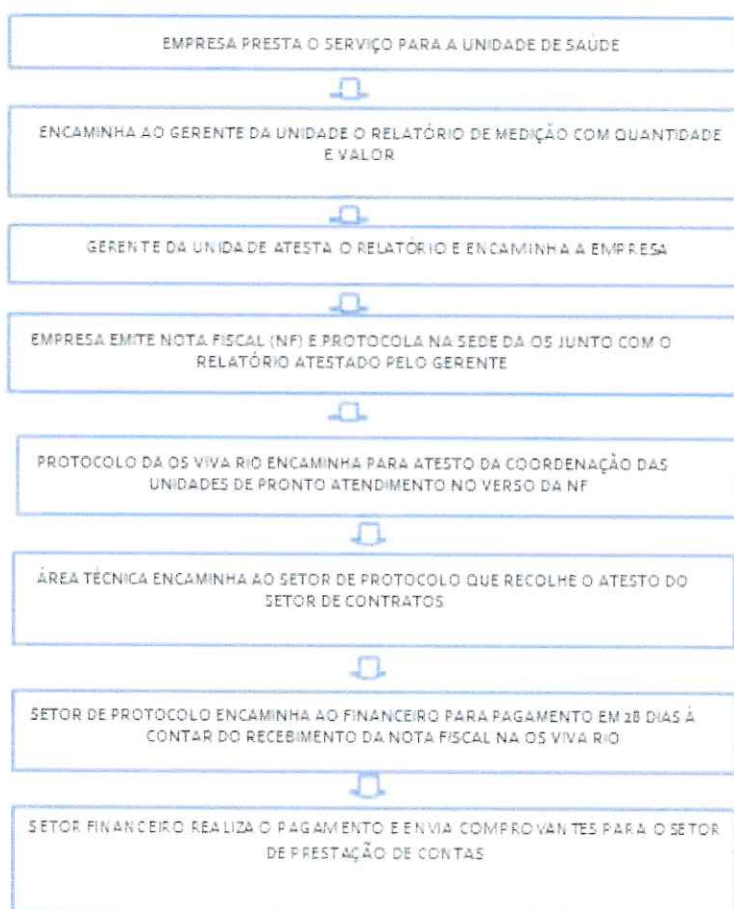 EMPRESA PRESTA O SERVIÇO PARA A UNIDADE DE SAÚDE
ENCAMINHA AO GERENTE DA UNIDADE O RELATÓRIO DE MEDIÇÃO COM QUANTIDADE
E VALOR
GERENTE DA UNIDADE ATESTA O RELATÓRIO E ENCAMINHA A EMPRESA
EMPRESA EMITE NOTA FISCAL (NF) E PROTOCOLA NA SEDE DA OS JUNTO COM O
RELATÓRIO ATESTADO PELO GERENTE
PROTOCOLO DA OS VIVA RIO ENCAMINHA PARA ATESTO DA COORDENAÇÃO DAS
UNIDADES DE PRONTO ATENDIMENTO NO VERSO DA NF
ÁREA TÉCNICA ENCAMINHA AO SETOR DE PROTOCOLO QUE RECOLHE O ATESTO DO
SETOR DE CONTRATOS
SETOR DE PROTOCOLO ENCAMINHA AO FINANCEIRO PARA PAGAMENTO EM 28 DIAS À
CONTAR DO RECEBIMENTO DA NOTA FISCAL NA OS VIVA RIO
SETOR FINANCEIRO REALIZA O PAGAMENTO E ENVIA COMPROVANTES PARA O SETOR
DE PRESTAÇÃO DE CONTAS